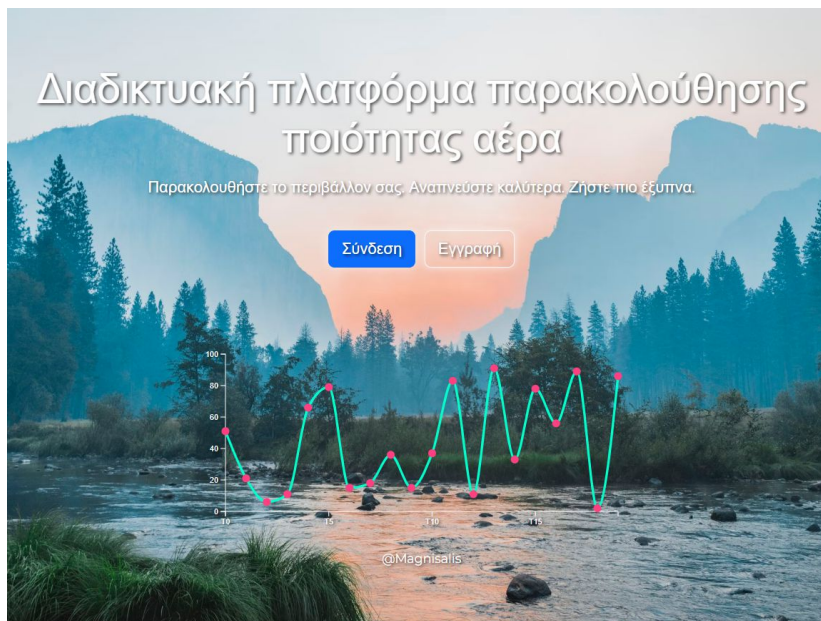 Διαδικτυακή πλατφόρμα παρακολούθησης
ποιότητας αέρα
Παρακολουθήστε το περιβάλλον σας. Αναπνεύστε καλύτερα. Ζήστε πιο έξυπνα.
Σύνδεση Εγγραφή
100
80
60
40
20
0
T0 T5 T10 T15
@Magnisalis